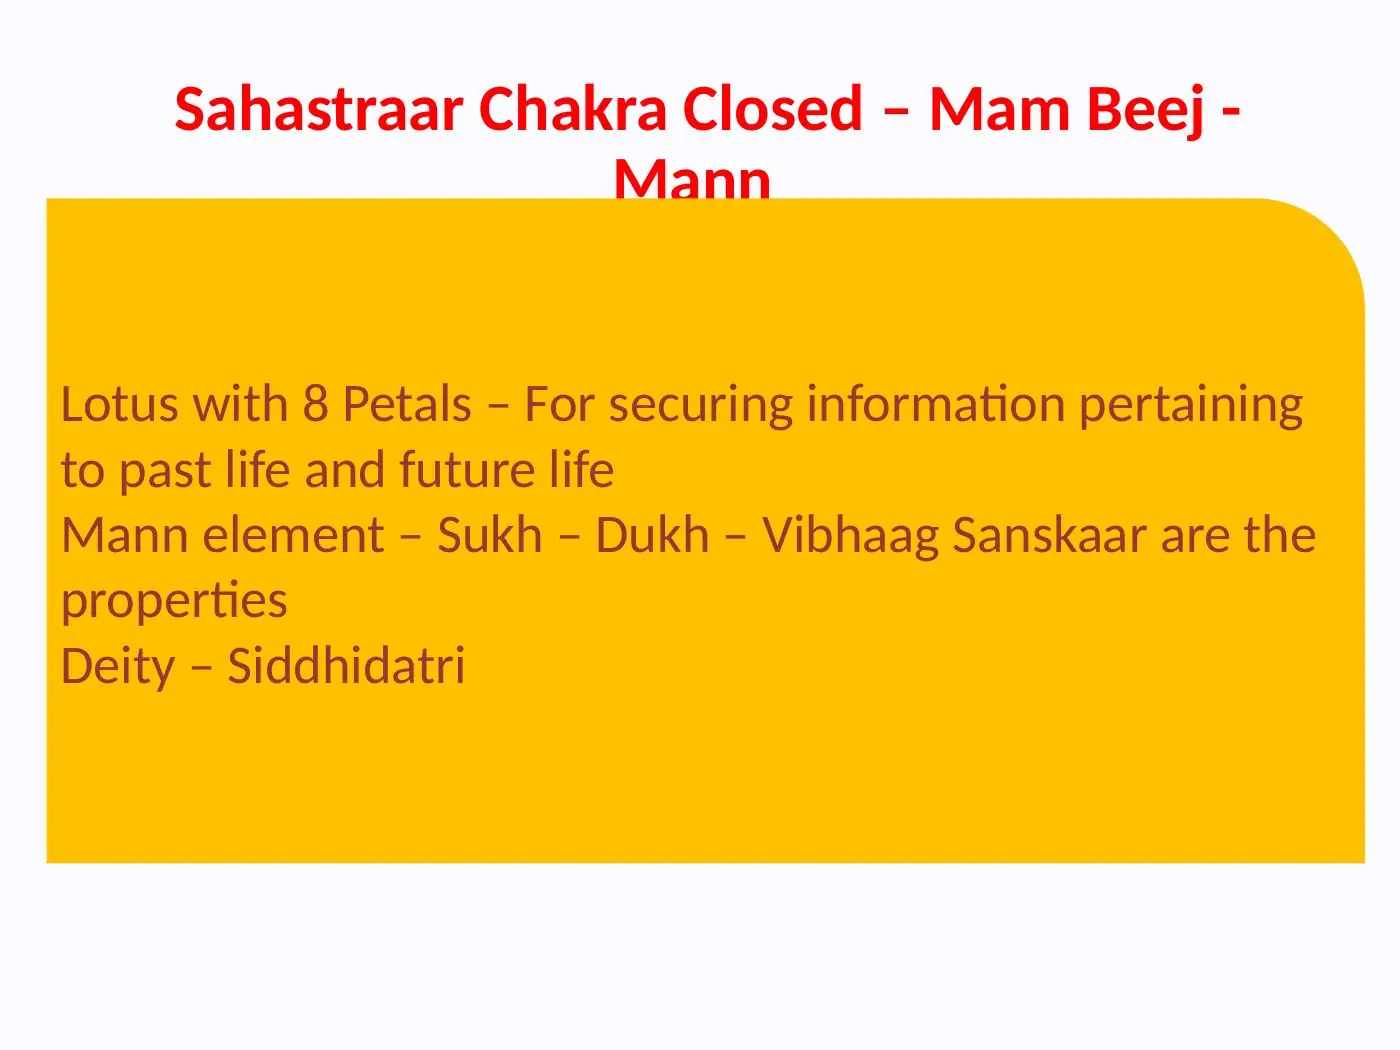 Sahastraar Chakra Closed – Mam Beej -
Mann
Lotus with 8 Petals – For securing information pertaining
to past life and future life
Mann element – Sukh – Dukh – Vibhaag Sanskaar are the
properties
Deity – Siddhidatri